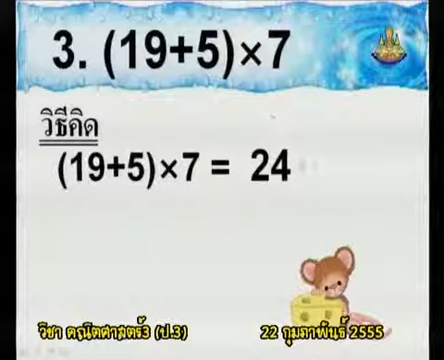 3. (19+5)×7
วิธีคิด
(19+5)×7 = 24
วิชา คณิตศาสตร์3 (ป.3)
22 กุมภาพันธ์ 2555